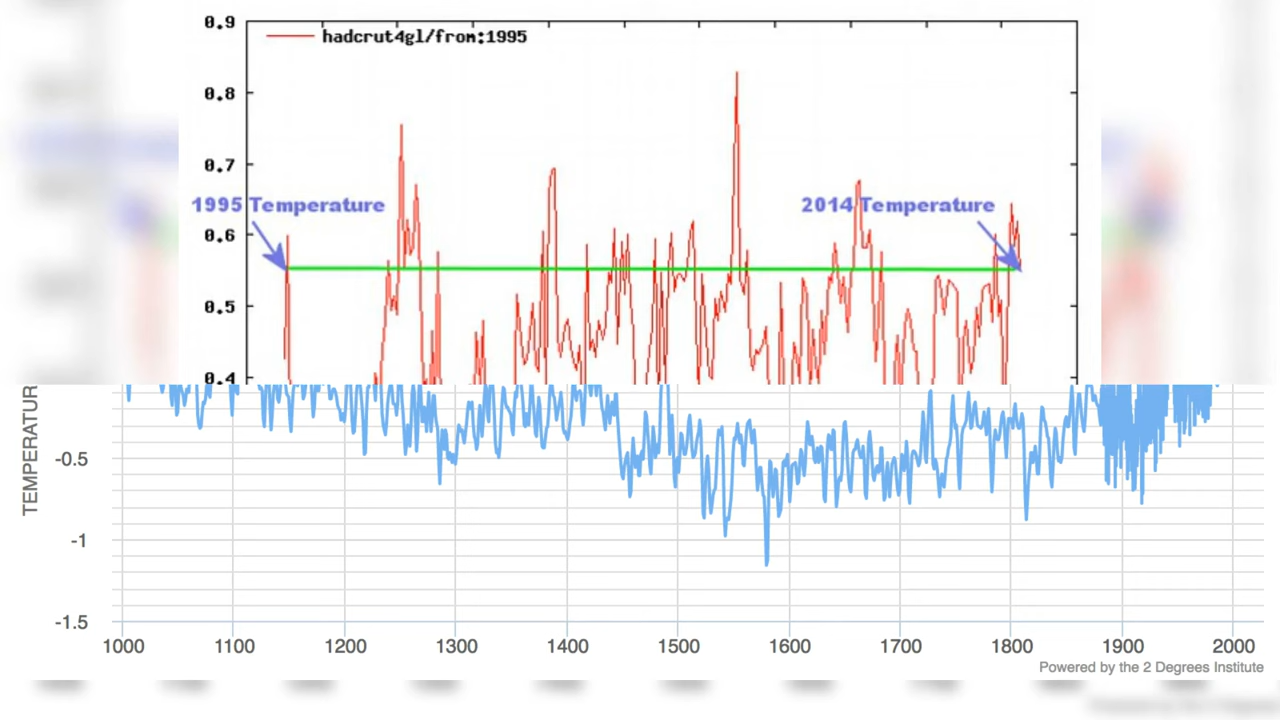 0.9
hadcrut4gl/from:1995
0.8
0.7
1995 Temperature
2014 Temperature
0.6
0.5
0.4
TEMPERATUR
-0.5
-1
-1.5
1000 1100 1200 1300 1400 1500 1600 1700 1800 1900 2000
Powered by the 2 Degrees Institute